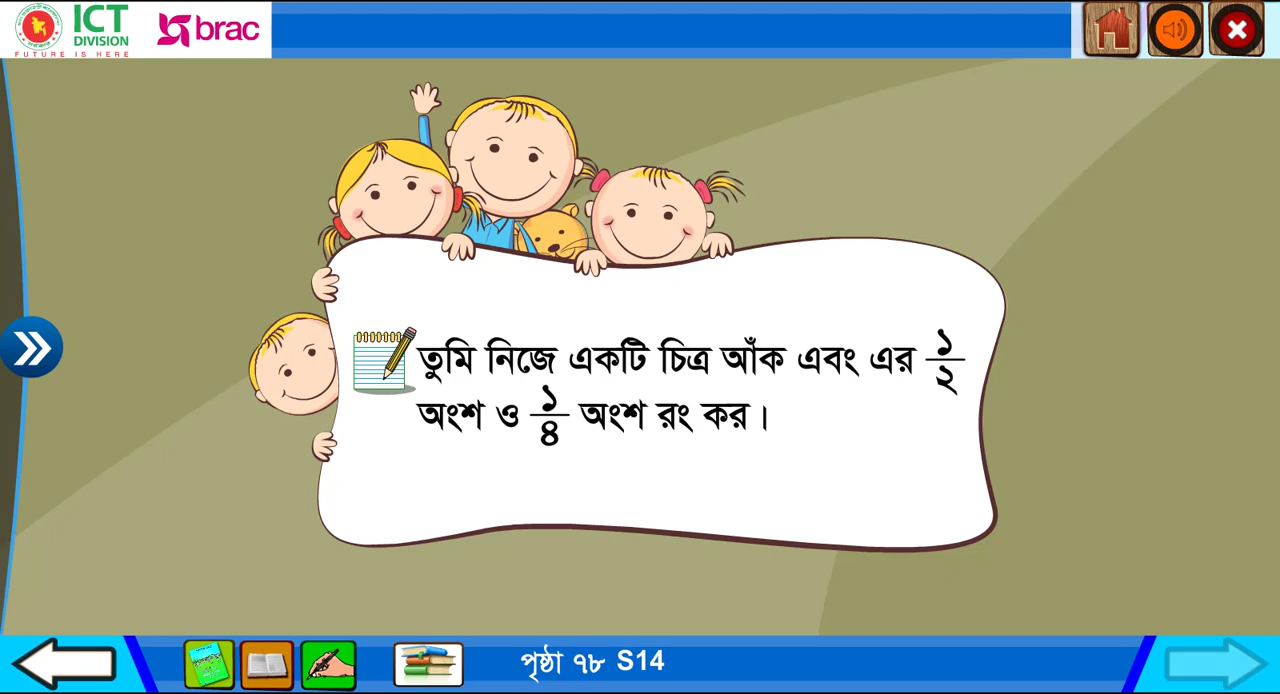 ICT
DIVISION
FUTURE IS HERE
brac
তুমি নিজে একটি চিত্র আঁক এবং এর ১/২
অংশ ও ১/৪ অংশ রং কর।
পৃষ্ঠা ৭৮ S14